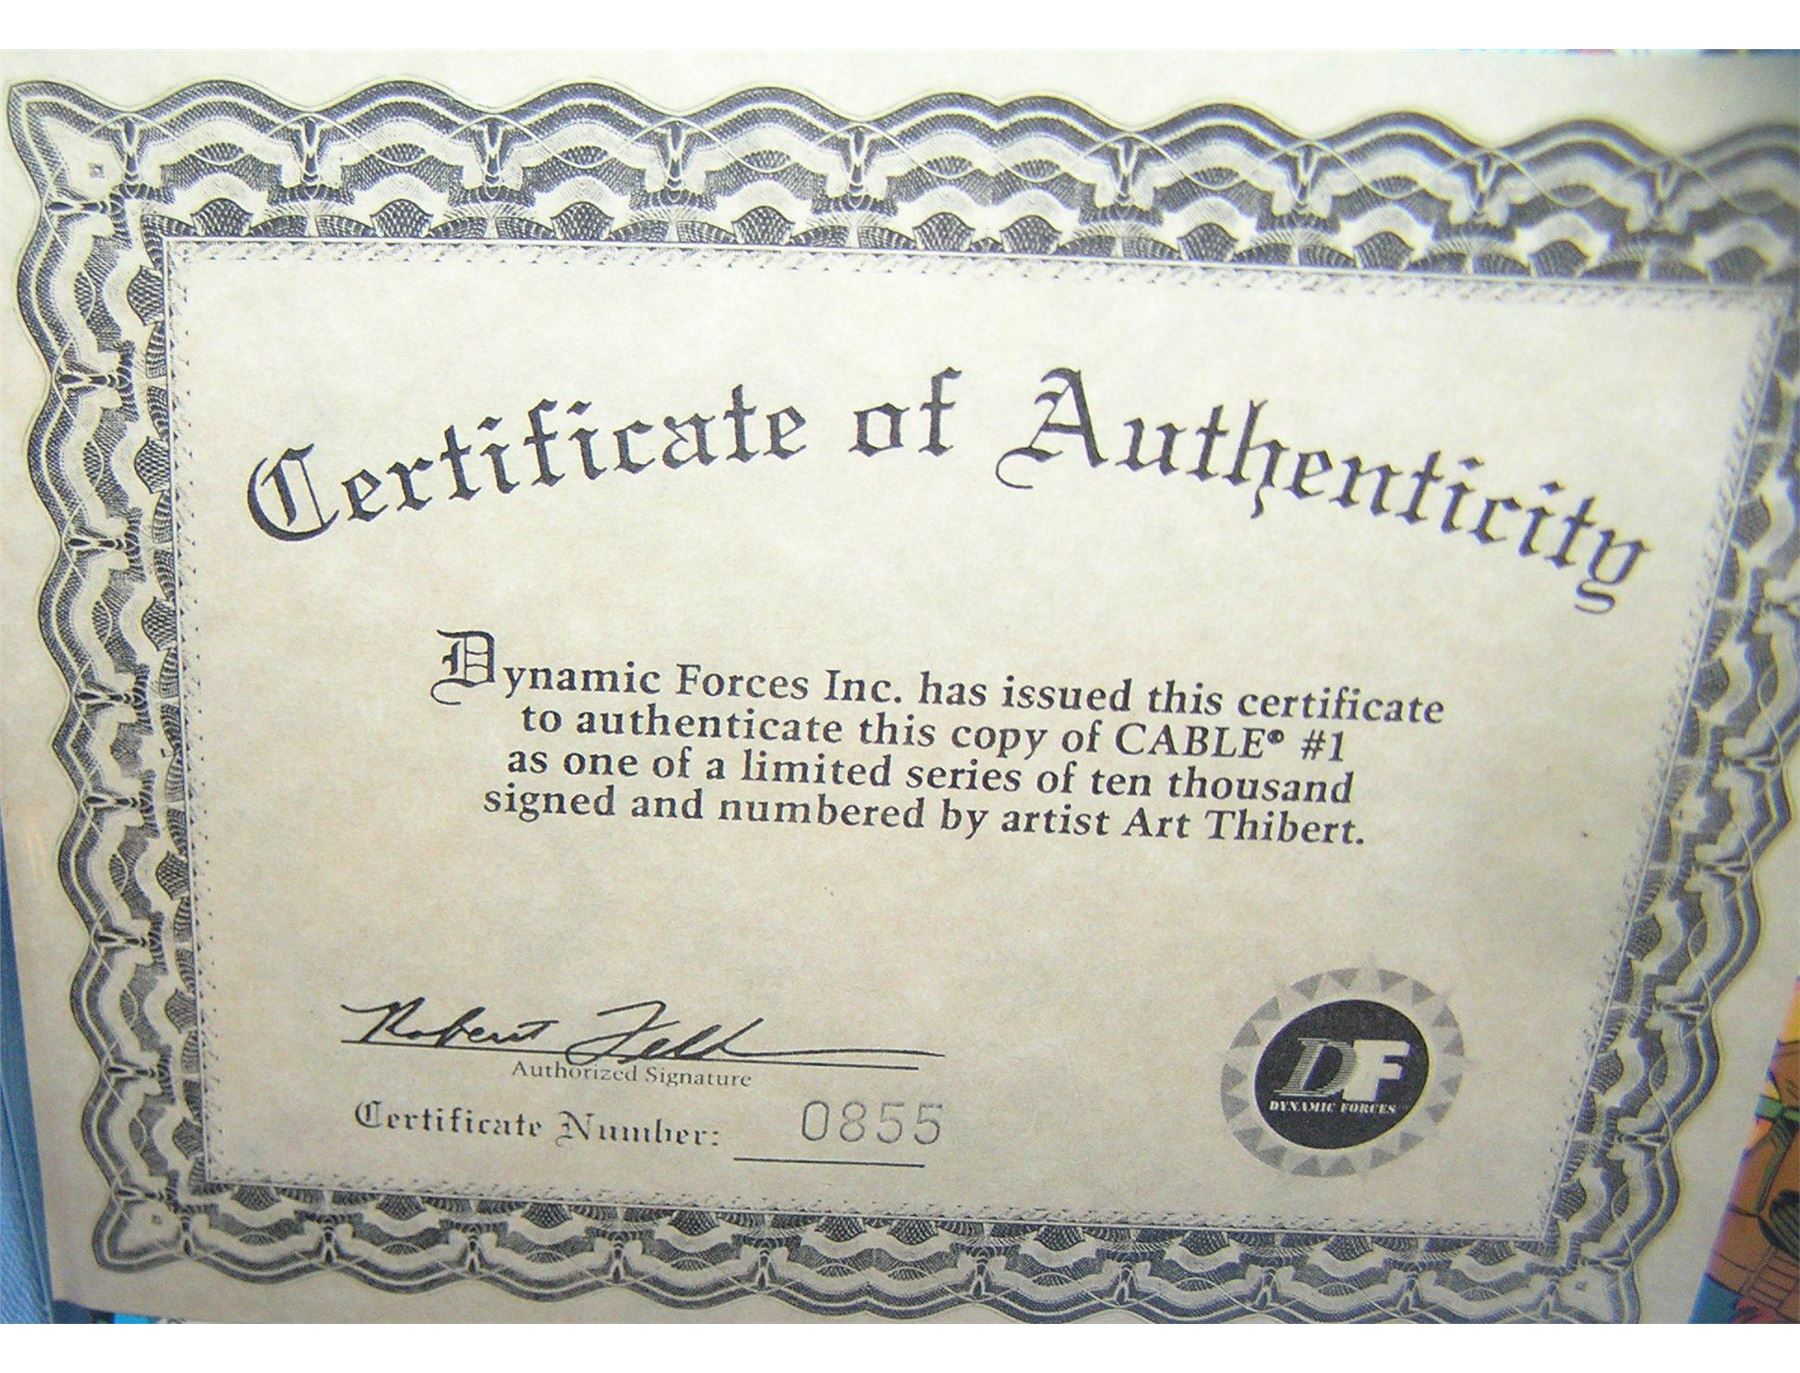 Certificate of Authenticity
Dynamic Forces Inc. has issued this certificate
to authenticate this copy of CABLE® #1
as one of a limited series of ten thousand
signed and numbered by artist Art Thibert.
Authorized Signature
Certificate Number: 0855
DF
DYNAMIC FORCES